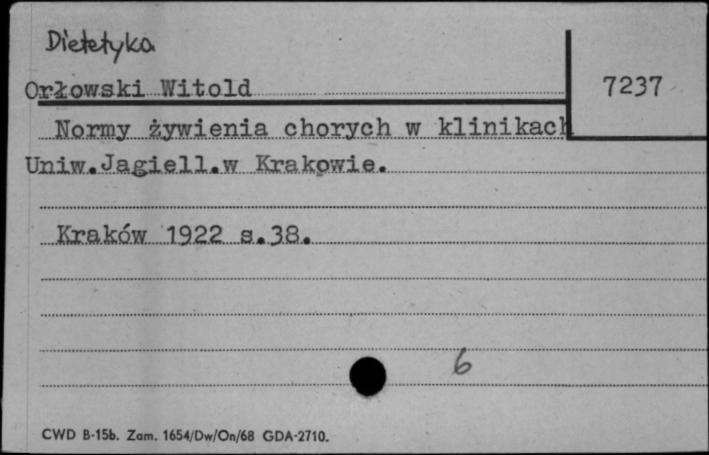 Dietetyka
Orłowski Witold
7237
Normy żywienia chorych w klinikach
Uniw.Jagiell.w Krakowie.
Kraków 1922 s.38.
6
CWD B-15b. Zam. 1654/Dw/On/68 GDA-2710.